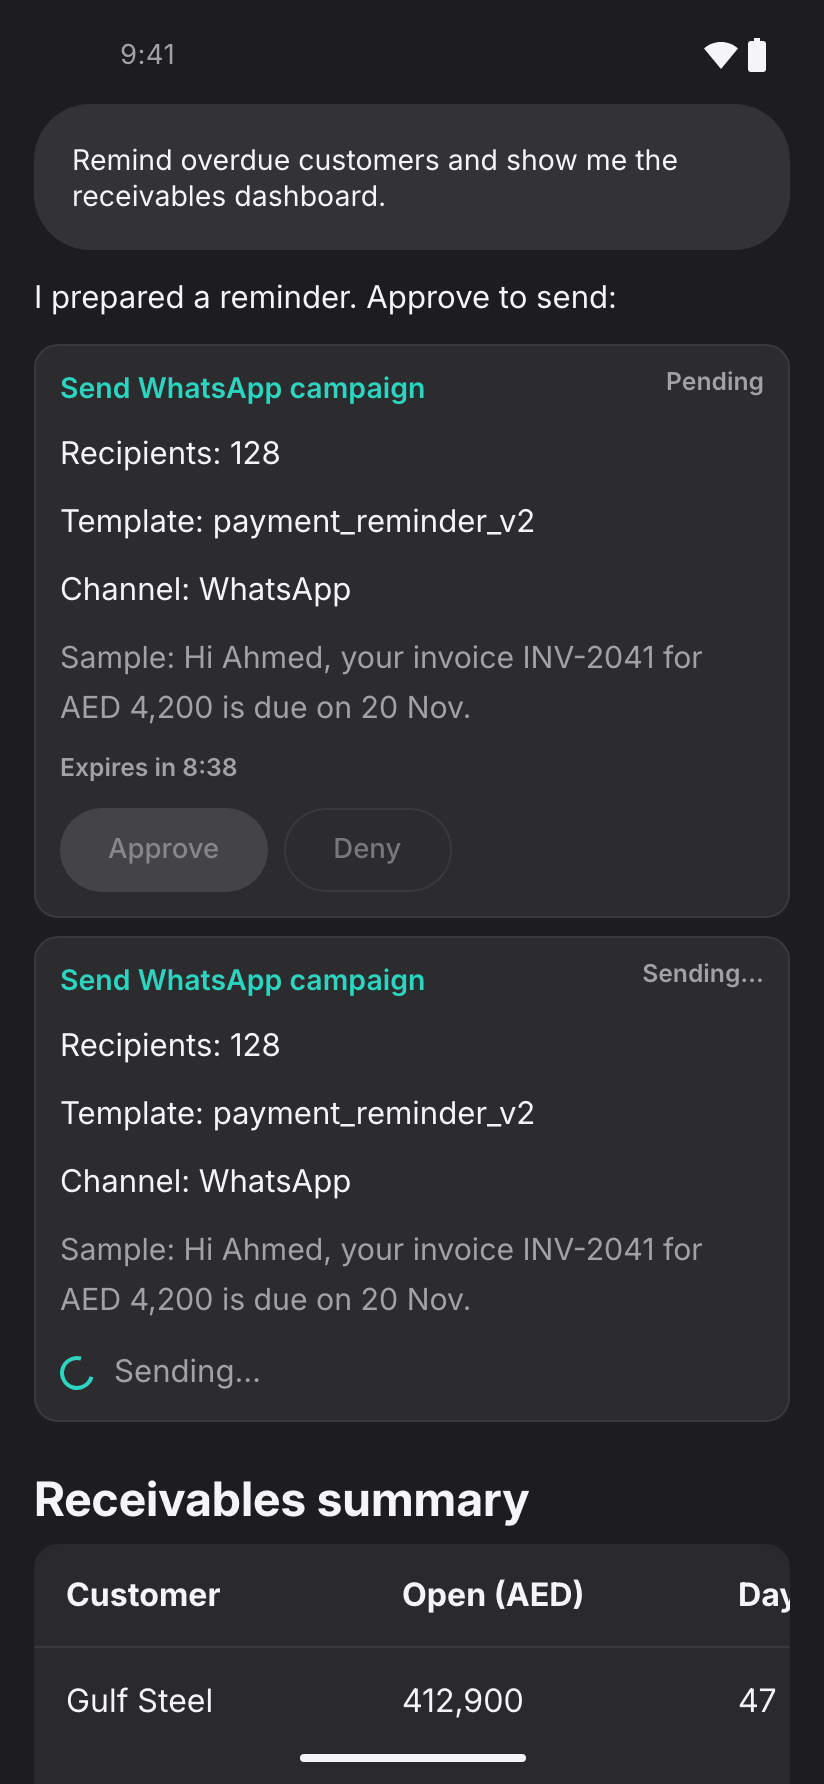 9:41
Remind overdue customers and show me the
receivables dashboard.
I prepared a reminder. Approve to send:
Send WhatsApp campaign
Pending
Recipients: 128
Template: payment_reminder_v2
Channel: WhatsApp
Sample: Hi Ahmed, your invoice INV-2041 for
AED 4,200 is due on 20 Nov.
Expires in 8:38
Approve
Deny
Send WhatsApp campaign
Sending...
Recipients: 128
Template: payment_reminder_v2
Channel: WhatsApp
Sample: Hi Ahmed, your invoice INV-2041 for
AED 4,200 is due on 20 Nov.
Sending...
Receivables summary
Customer Open (AED) Day
Gulf Steel 412,900 47